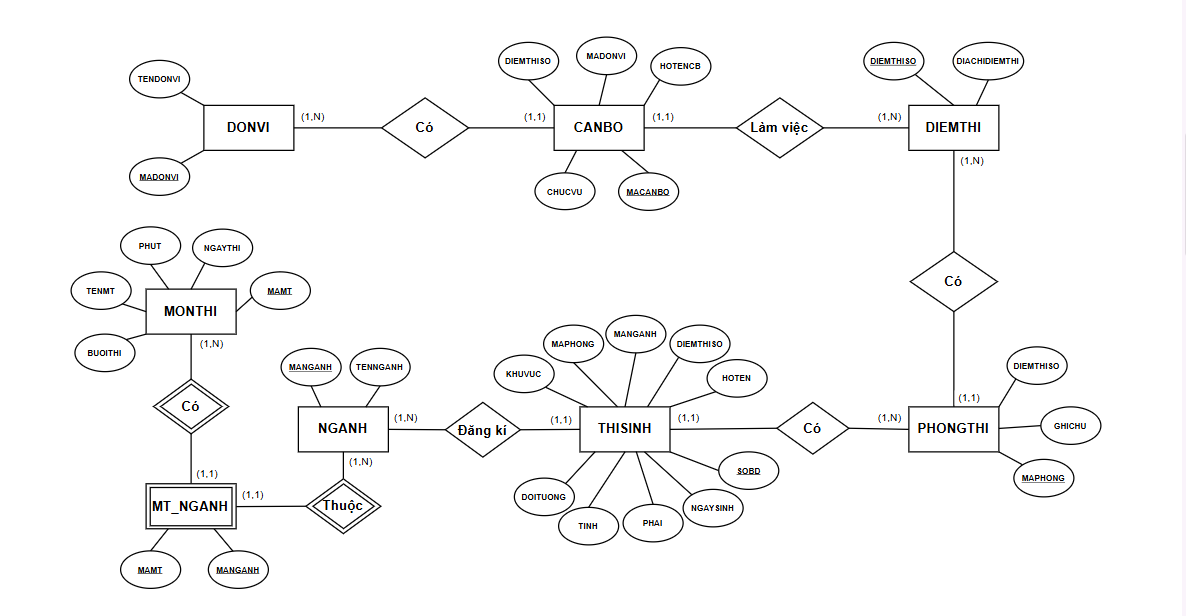 TENDONVI
DONVI
MADONVI
(1,N)
Có
(1,1)
DIEMTHISO
MADONVI
HOTENCB
CANBO
CHUCVU
MACANBO
(1,1)
Làm việc
(1,N)
DIEMTHISO
DIACHIDIEMTHI
DIEMTHI
(1,N)
Có
(1,1)
PHUT
NGAYTHI
TENMT
MAMT
MONTHI
BUOITHI
(1,N)
Có
(1,1)
MT_NGANH
MAMT
MANGANH
(1,1)
Thuộc
(1,N)
MANGANH
TENNGANH
NGANH
(1,N)
Đăng kí
(1,1)
KHUVUC
MAPHONG
MANGANH
DIEMTHISO
HOTEN
THISINH
DOITUONG
TINH
PHAI
NGAYSINH
SOBD
(1,1)
Có
(1,N)
PHONGTHI
DIEMTHISO
GHICHU
MAPHONG